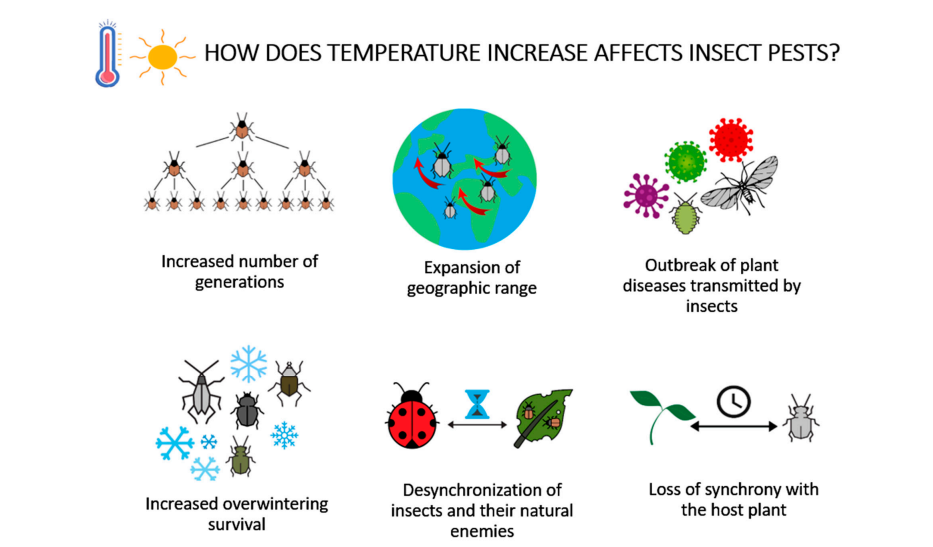 HOW DOES TEMPERATURE INCREASE AFFECTS INSECT PESTS?
Increased number of
generations
Expansion of
geographic range
Outbreak of plant
diseases transmitted by
insects
Increased overwintering
survival
Desynchronization of
insects and their natural
enemies
Loss of synchrony with
the host plant